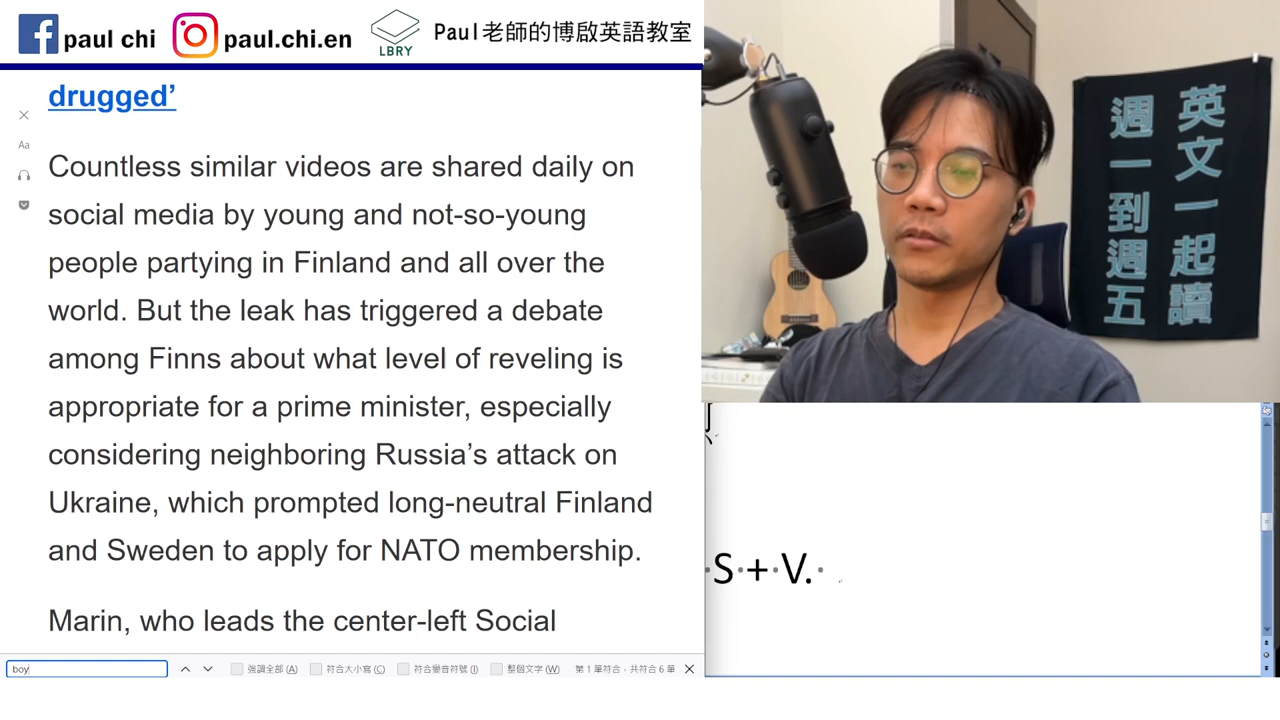 paul chi
paul.chi.en
LBRY
Paul老師的博啟英語教室
drugged’
Aa
Countless similar videos are shared daily on
social media by young and not-so-young
people partying in Finland and all over the
world. But the leak has triggered a debate
among Finns about what level of reveling is
appropriate for a prime minister, especially
considering neighboring Russia’s attack on
Ukraine, which prompted long-neutral Finland
and Sweden to apply for NATO membership.
Marin, who leads the center-left Social
boy
強調全部 (A)
符合大小寫 (C)
符合變音符號 (I)
整個文字 (W)
第 1 筆符合，共符合 6 筆
英文一起讀
週一到週五
S + V.